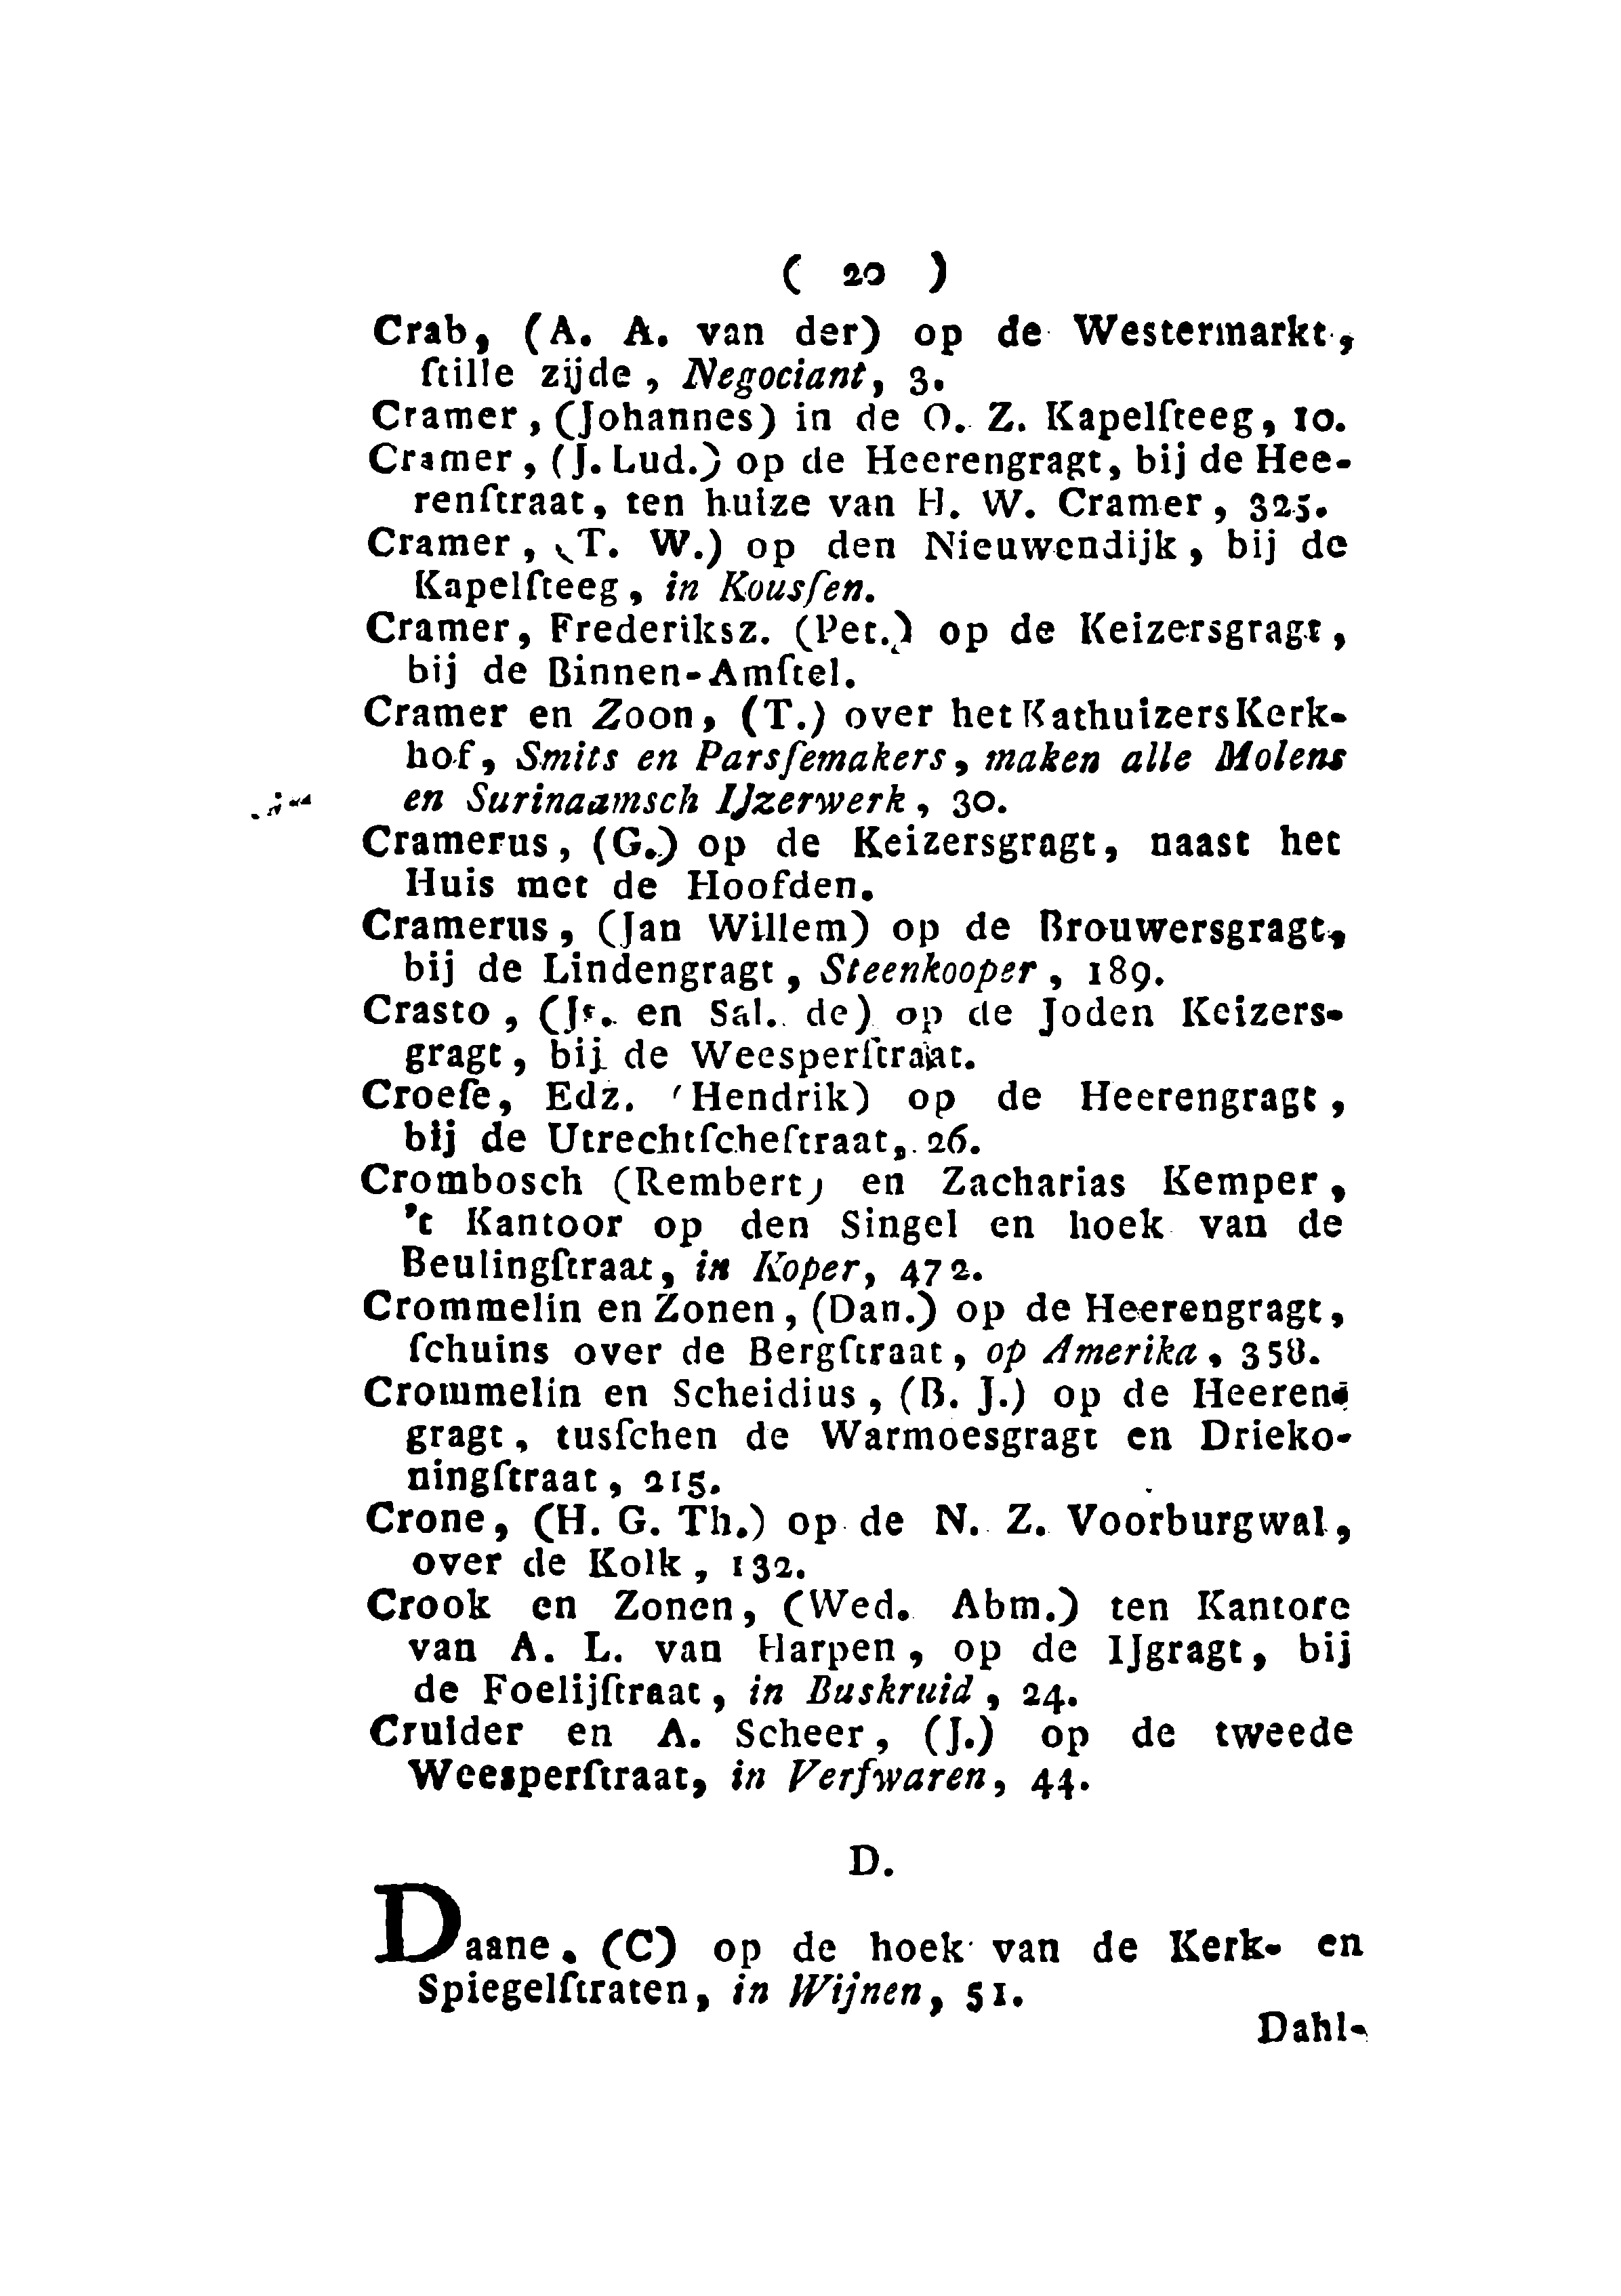 ( 20 )
Crab, (A. A. van der) op de Westermarkt,
ſtille zijde, Negociant, 3.
Cramer, (Johannes) in de O. Z. Kapelſteeg, 10.
Cramer, (J. Lud.) op de Heerengragt, bij de Hee-
renſtraat, ten huize van H. W. Cramer, 325.
Cramer, (T. W.) op den Nieuwendijk, bij de
Kapelſteeg, in Kousſen.
Cramer, Frederiksz. (Pet.) op de Keizersgragt,
bij de Binnen-Amſtel.
Cramer en Zoon, (T.) over het Kathuizers Kerk-
hof, Smits en Parsſemakers, maken alle Molens
en Surinaamsch IJzerwerk, 30.
Cramerus, (G.) op de Keizersgragt, naast het
Huis met de Hoofden.
Cramerus, (Jan Willem) op de Brouwersgragt,
bij de Lindengragt, Steenkooper, 189.
Crasto, (Js. en Sal. de) op de Joden Keizers-
gragt, bij de Weesperſtraat.
Croeſe, Edz. (Hendrik) op de Heerengragt,
bij de Utrechtſcheſtraat, 26.
Crombosch (Rembert) en Zacharias Kemper,
't Kantoor op den Singel en hoek van de
Beulingſtraat, in Koper, 472.
Crommelin en Zonen, (Dan.) op de Heerengragt,
ſchuins over de Bergſtraat, op Amerika, 358.
Crommelin en Scheidius, (B. J.) op de Heeren-
gragt, tusſchen de Warmoesgragt en Drieko-
ningſtraat, 215.
Crone, (H. G. Th.) op de N. Z. Voorburgwal,
over de Kolk, 132.
Crook en Zonen, (Wed. Abm.) ten Kantore
van A. L. van Harpen, op de IJgragt, bij
de Foelijſtraat, in Buskruid, 24.
Cruider en A. Scheer, (J.) op de tweede
Weesperſtraat, in Verfwaren, 44.
D.
Daane. (C) op de hoek van de Kerk- en
Spiegelſtraten, in Wijnen, 51.
Dahl-